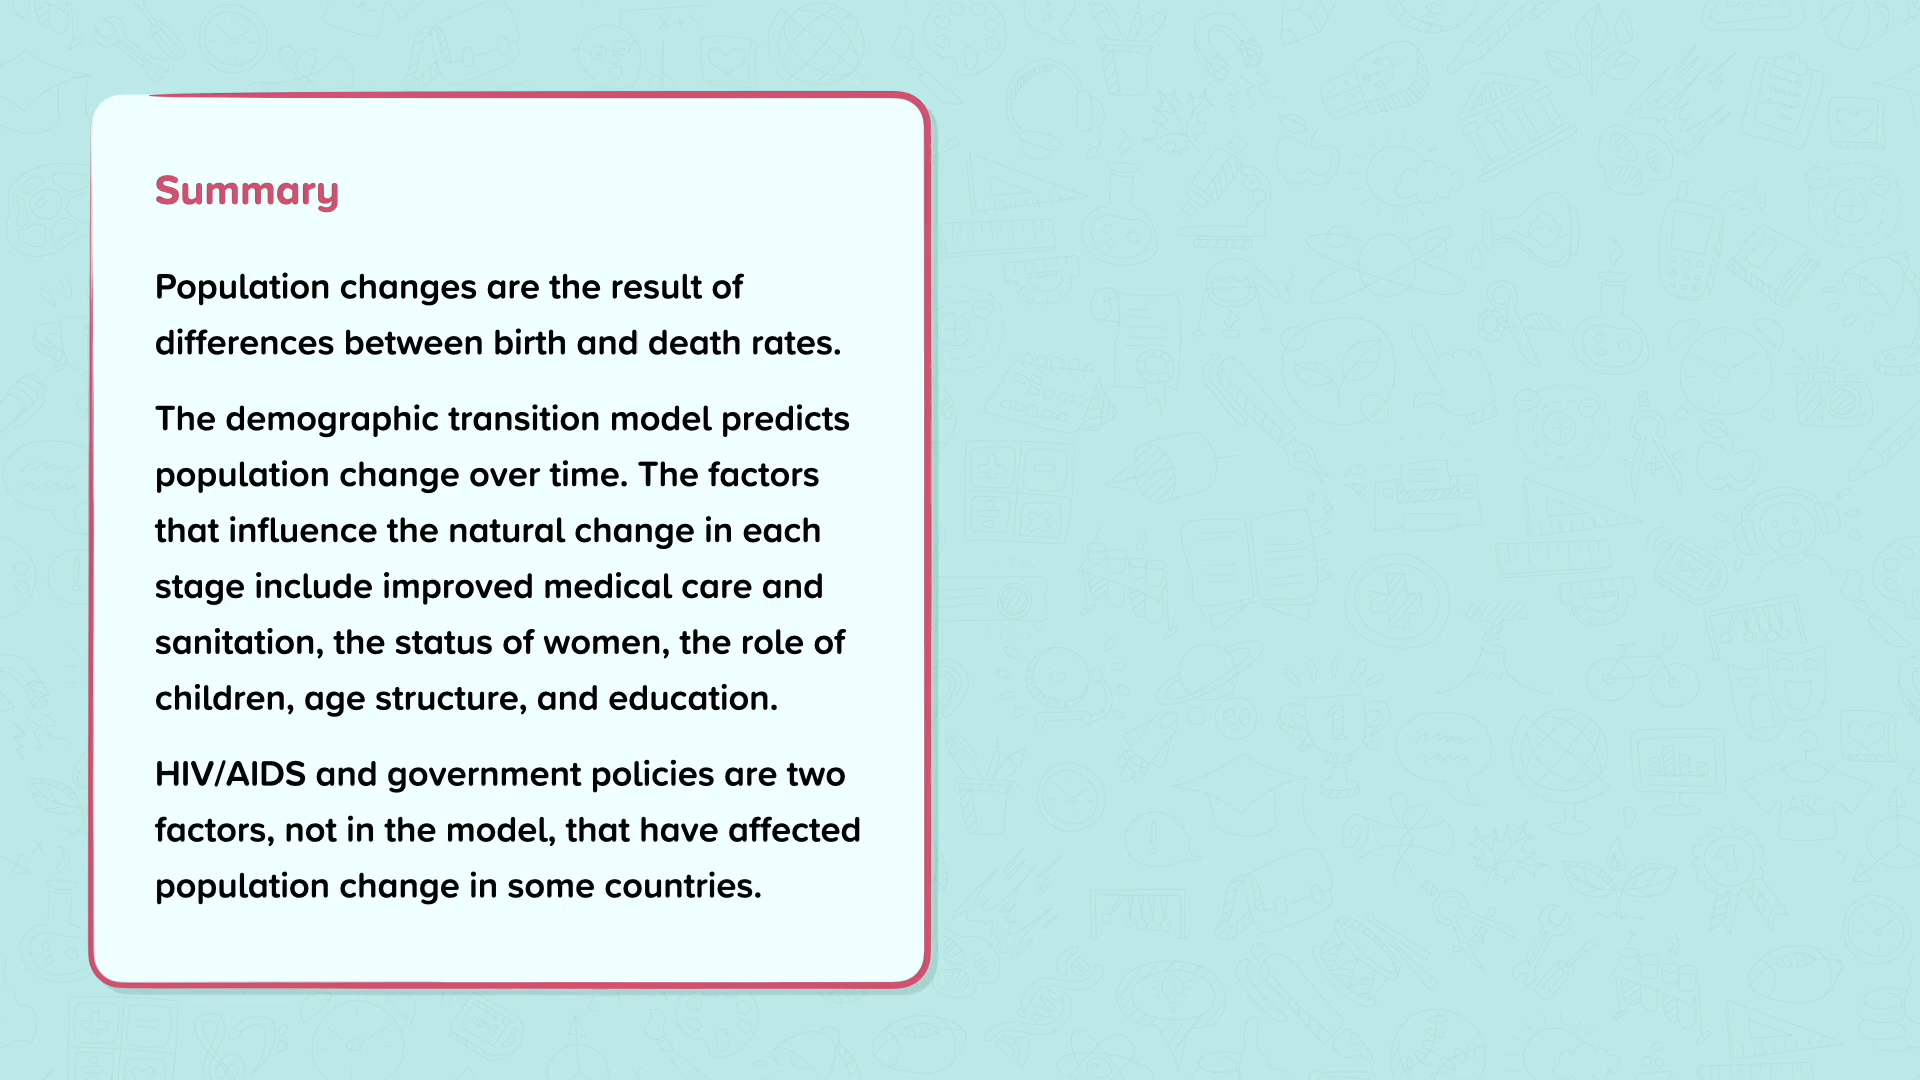 Summary
Population changes are the result of
differences between birth and death rates.
The demographic transition model predicts
population change over time. The factors
that influence the natural change in each
stage include improved medical care and
sanitation, the status of women, the role of
children, age structure, and education.
HIV/AIDS and government policies are two
factors, not in the model, that have affected
population change in some countries.